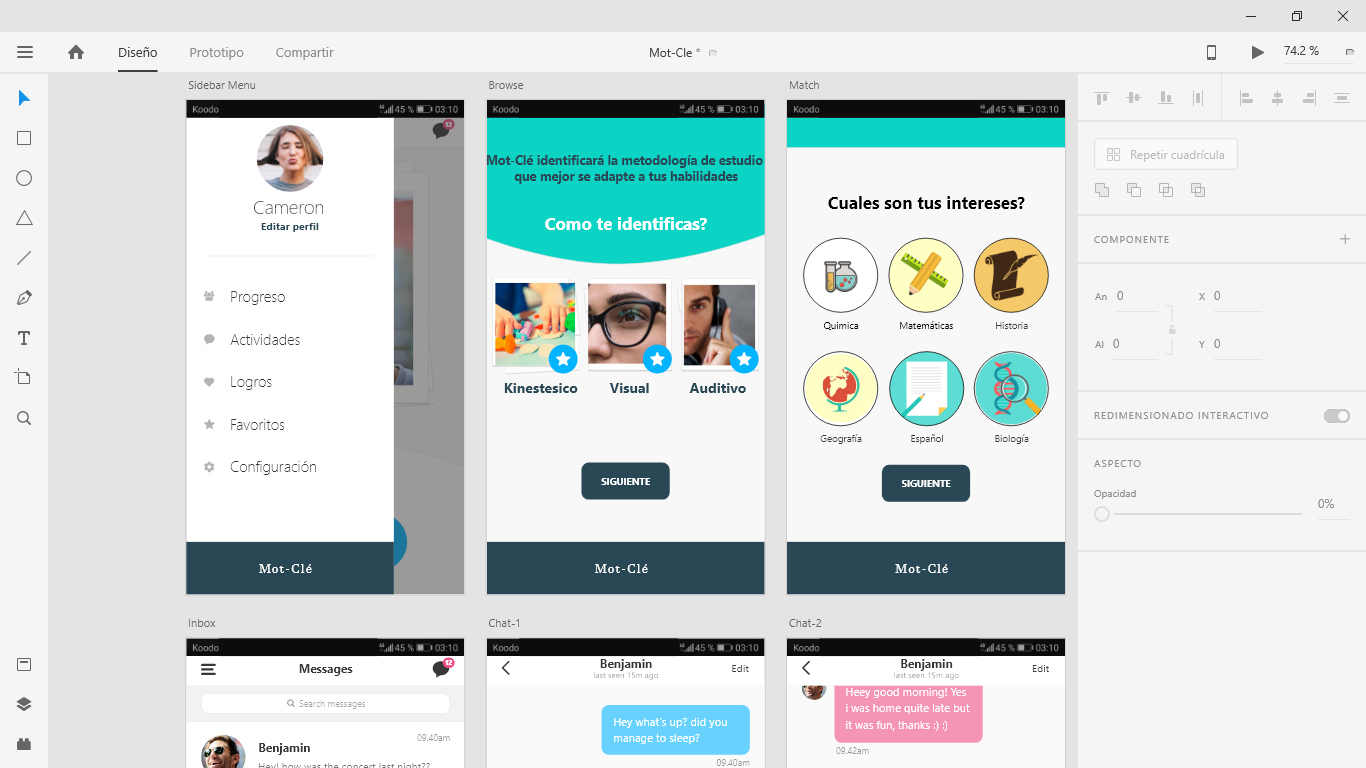 Diseño
Prototipo
Compartir
Mot-Cle *
74.2 %
Sidebar Menu
Browse
Match
Koodo
45 %
03:10
Koodo
45 %
03:10
Koodo
45 %
03:10
12
Cameron
Editar perfil
Progreso
Actividades
Logros
Favoritos
Configuración
Mot-Clé
Mot-Clé identificará la metodología de estudio
que mejor se adapte a tus habilidades
Como te identificas?
Kinestesico
Visual
Auditivo
SIGUIENTE
Mot-Clé
Cuales son tus intereses?
Quimica
Matemáticas
Historia
Geografía
Español
Biología
SIGUIENTE
Mot-Clé
Repetir cuadrícula
COMPONENTE
An 0
X 0
Al 0
Y 0
REDIMENSIONADO INTERACTIVO
ASPECTO
Opacidad
0%
Inbox
Chat-1
Chat-2
Koodo
45 %
03:10
Messages
12
Search messages
09.40am
Benjamin
Hey! how was the concert last night??
Koodo
45 %
03:10
Benjamin
last seen 15m ago
Edit
Hey what's up? did you
manage to sleep?
09.40am
Koodo
45 %
03:10
Benjamin
last seen 15m ago
Edit
Heey good morning! Yes
i was home quite late but
it was fun, thanks :) :)
09.42am